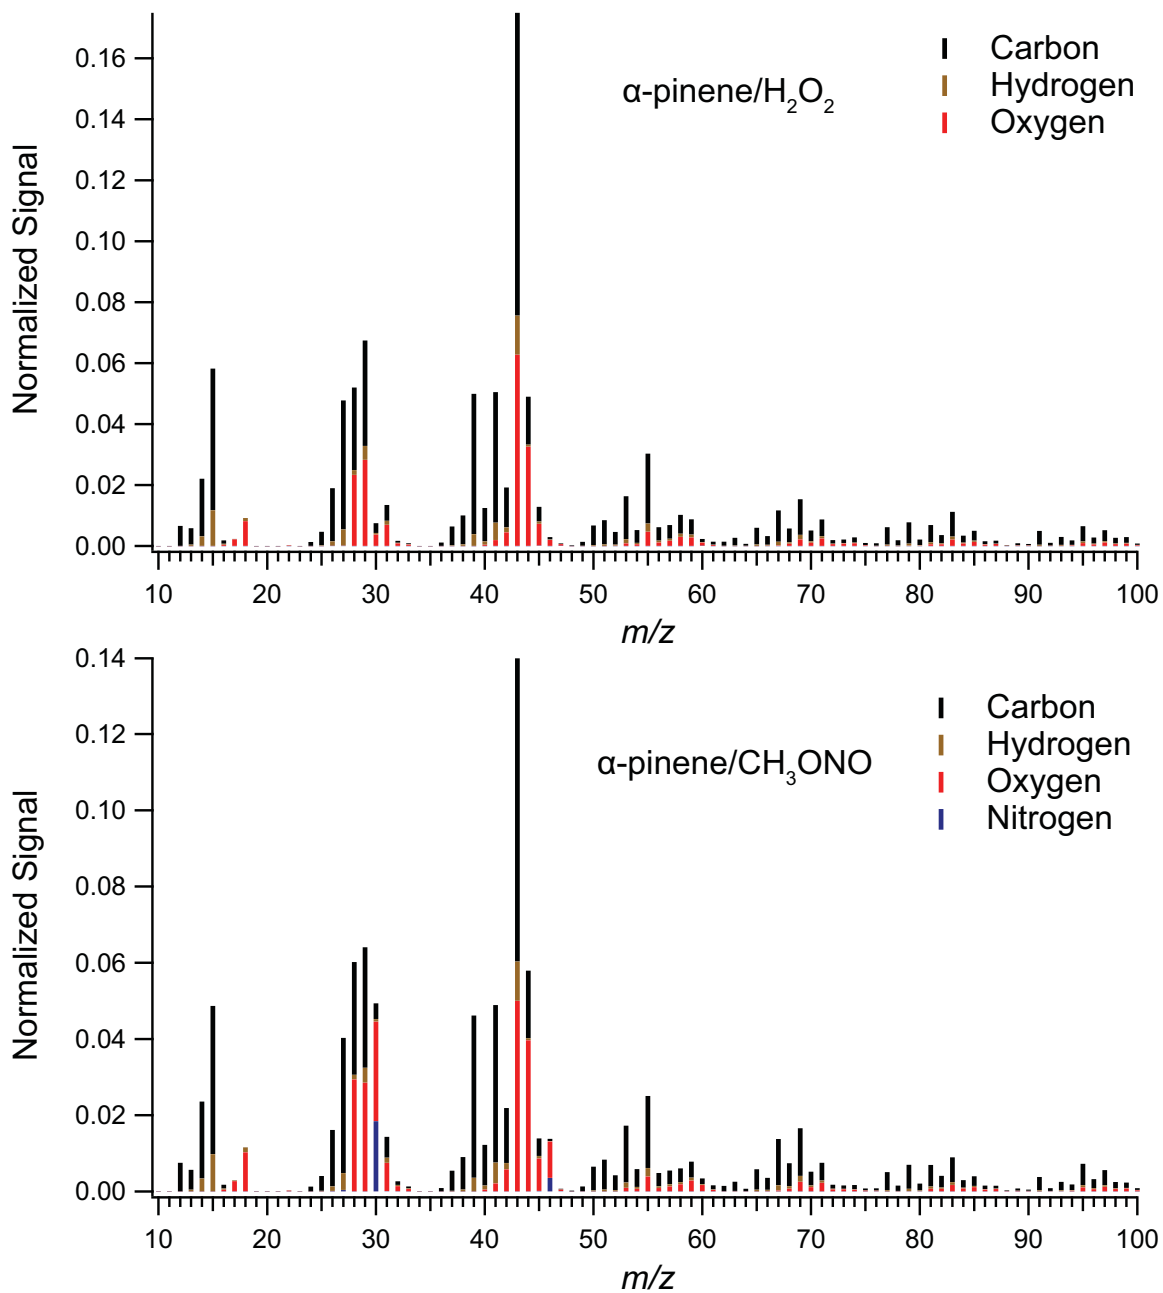 Normalized Signal
0.16
0.14
0.12
0.10
0.08
0.06
0.04
0.02
0.00
α-pinene/H₂O₂
Carbon
Hydrogen
Oxygen
10 20 30 40 50 60 70 80 90 100
m/z
Normalized Signal
0.14
0.12
0.10
0.08
0.06
0.04
0.02
0.00
α-pinene/CH₃ONO
Carbon
Hydrogen
Oxygen
Nitrogen
10 20 30 40 50 60 70 80 90 100
m/z